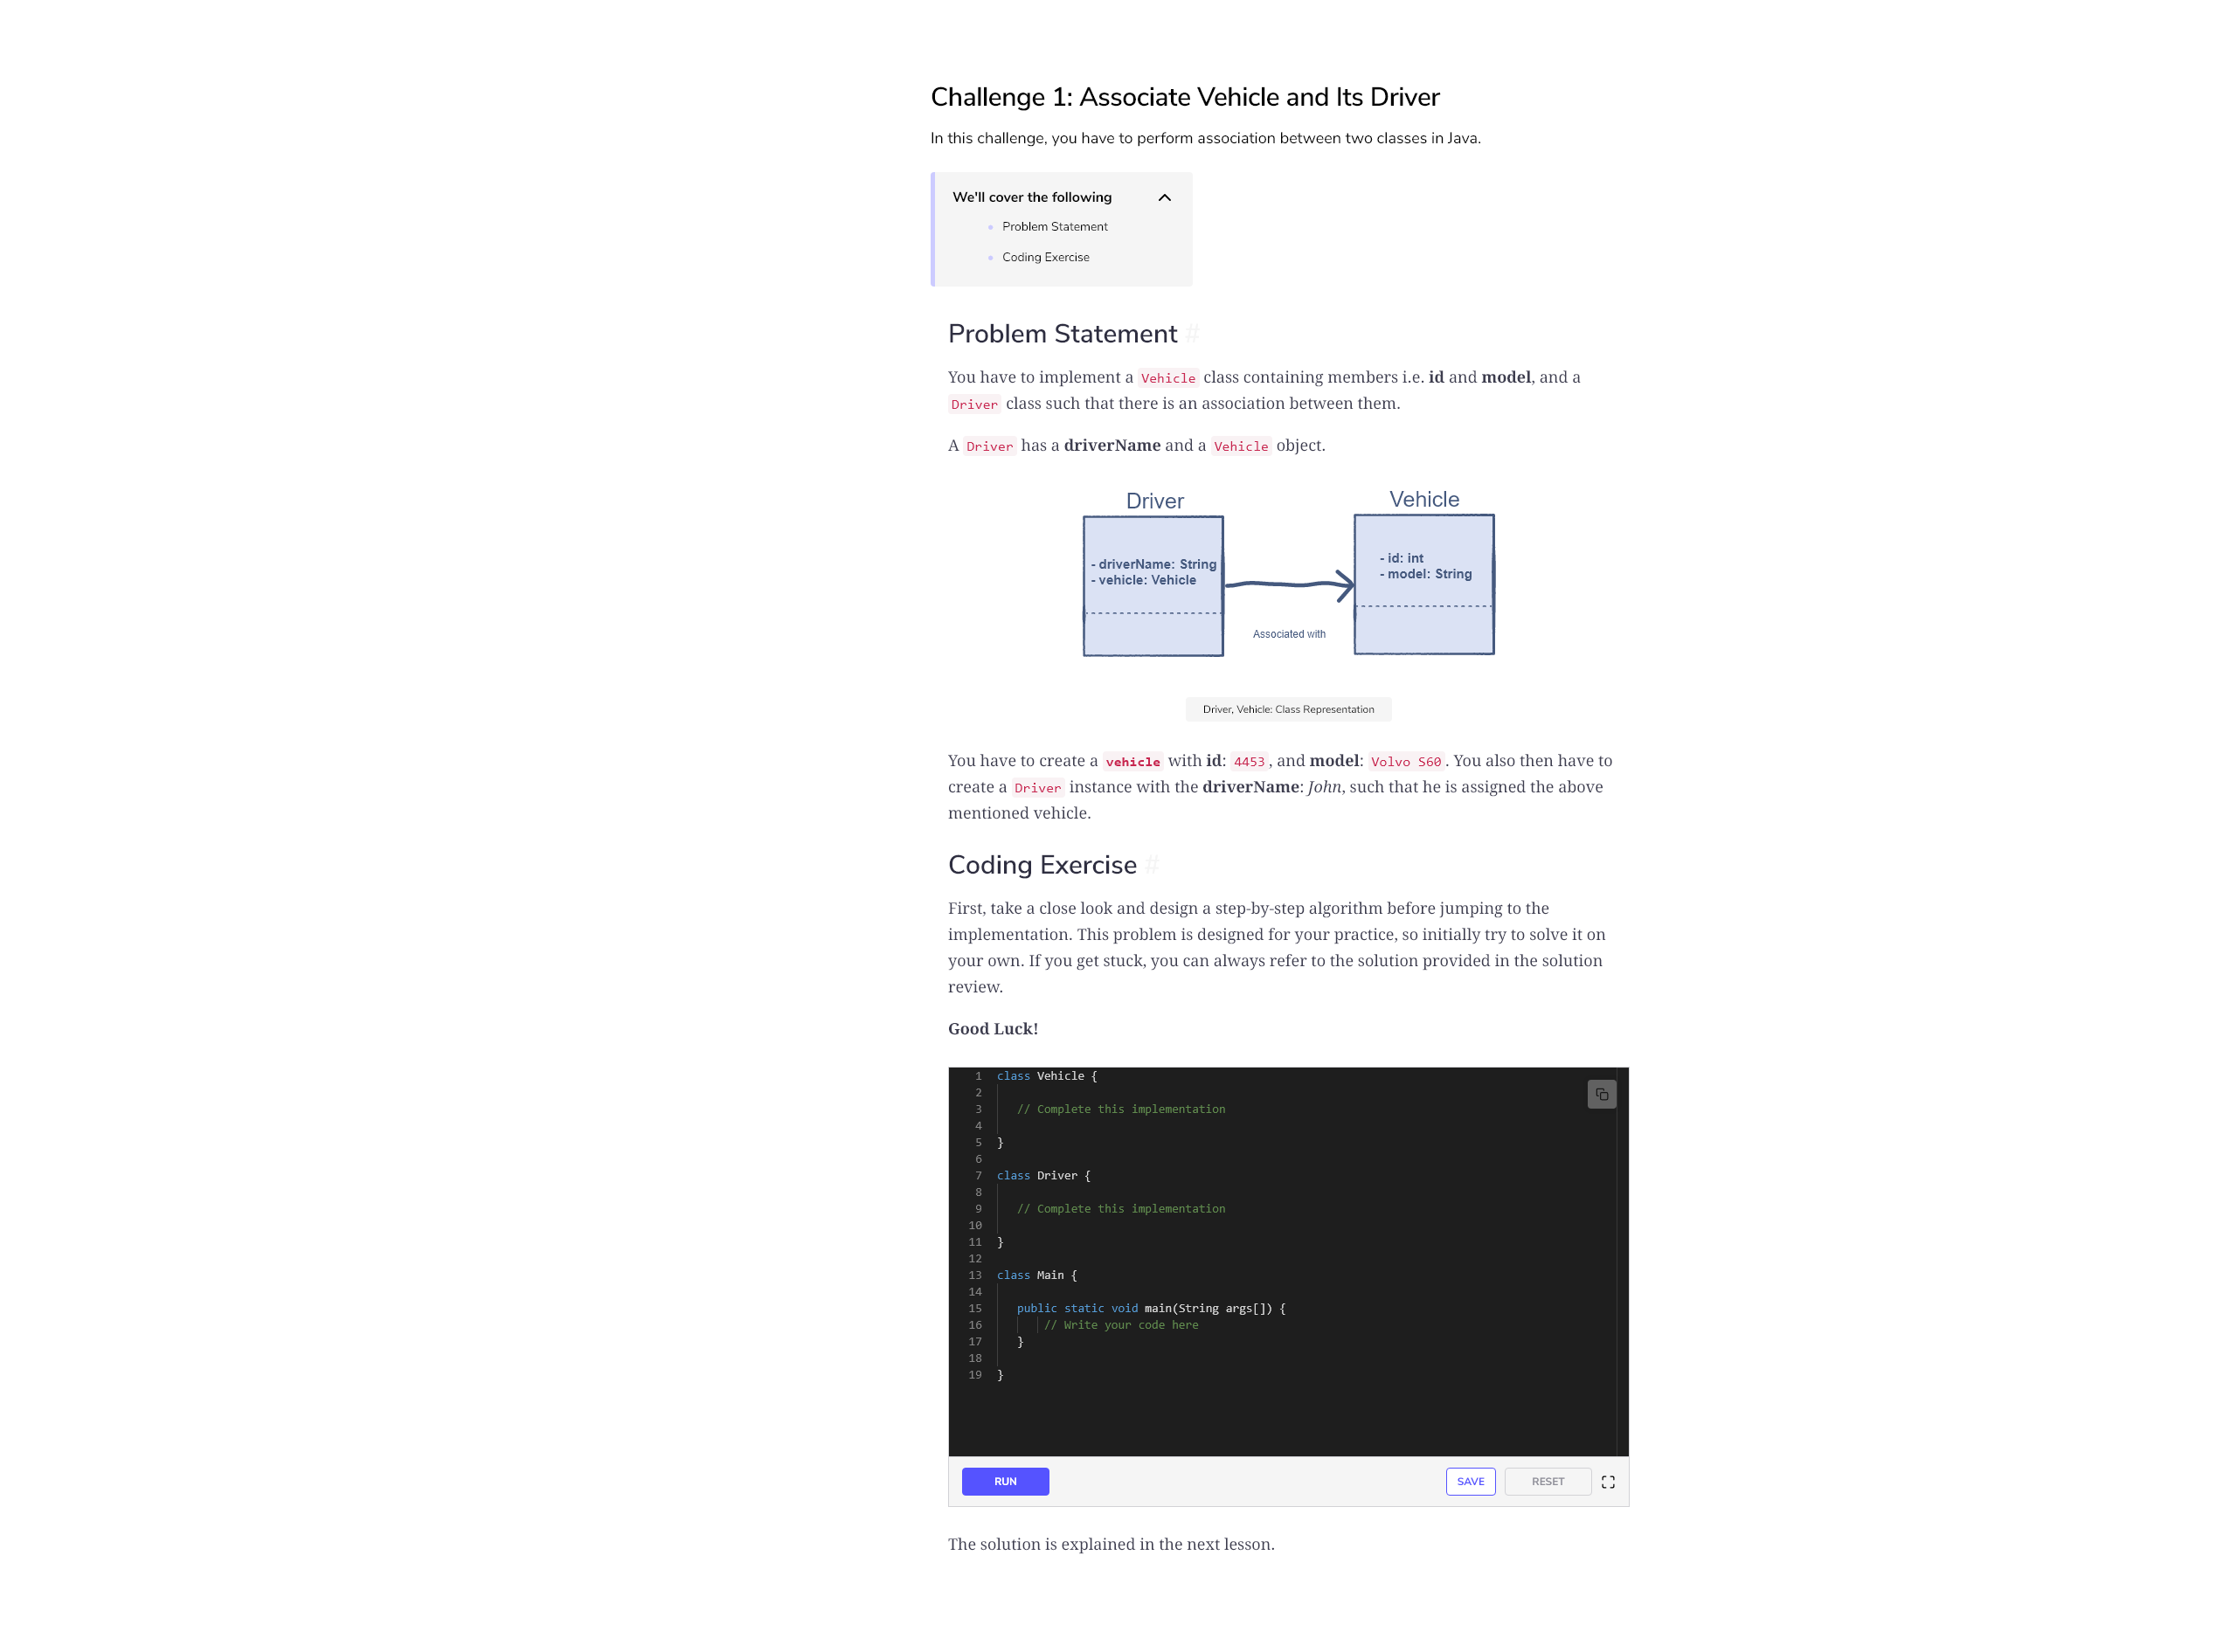 Challenge 1: Associate Vehicle and Its Driver
In this challenge, you have to perform association between two classes in Java.
We'll cover the following
Problem Statement
Coding Exercise
Problem Statement #
You have to implement a Vehicle class containing members i.e. id and model, and a
Driver class such that there is an association between them.
A Driver has a driverName and a Vehicle object.
Driver
Vehicle
- driverName: String
- vehicle: Vehicle
- id: int
- model: String
Associated with
Driver, Vehicle: Class Representation
You have to create a vehicle with id: 4453, and model: Volvo S60. You also then have to
create a Driver instance with the driverName: John, such that he is assigned the above
mentioned vehicle.
Coding Exercise #
First, take a close look and design a step-by-step algorithm before jumping to the
implementation. This problem is designed for your practice, so initially try to solve it on
your own. If you get stuck, you can always refer to the solution provided in the solution
review.
Good Luck!
1 class Vehicle {
2
3 // Complete this implementation
4
5 }
6
7 class Driver {
8
9 // Complete this implementation
10
11 }
12
13 class Main {
14
15 public static void main(String args[]) {
16 // Write your code here
17 }
18
19 }
RUN
SAVE
RESET
The solution is explained in the next lesson.